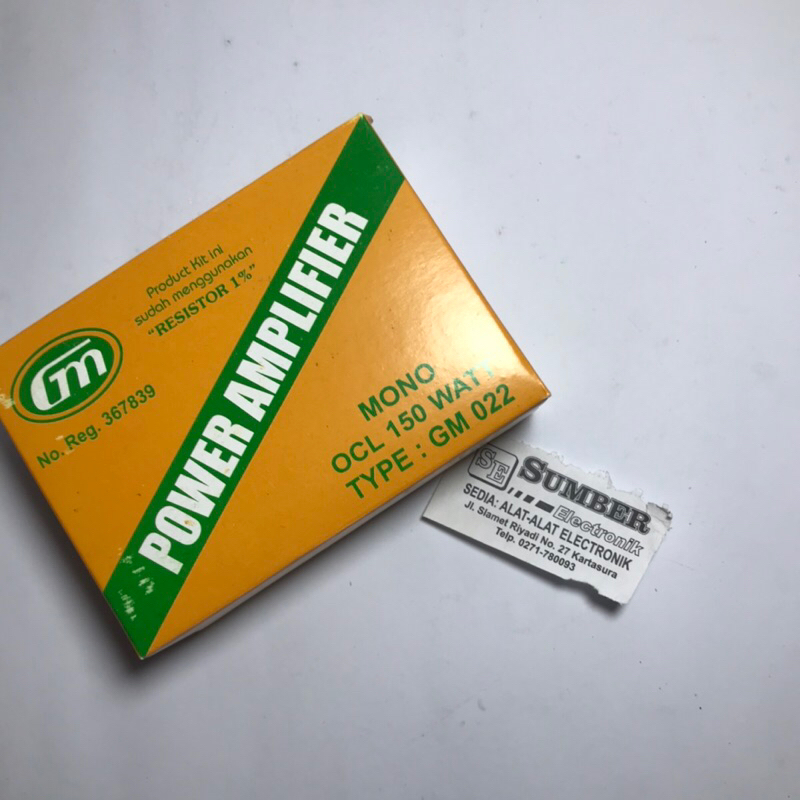 Product Kit ini
sudah menggunakan
"RESISTOR 1%"
Gm
No. Reg. 367839
POWER AMPLIFIER
MONO
OCL 150 WATT
TYPE : GM 022
SE
SUMBER
Electronik
SEDIA: ALAT-ALAT ELECTRONIK
Jl. Slamet Riyadi No. 27 Kartasura
Telp. 0271-780093